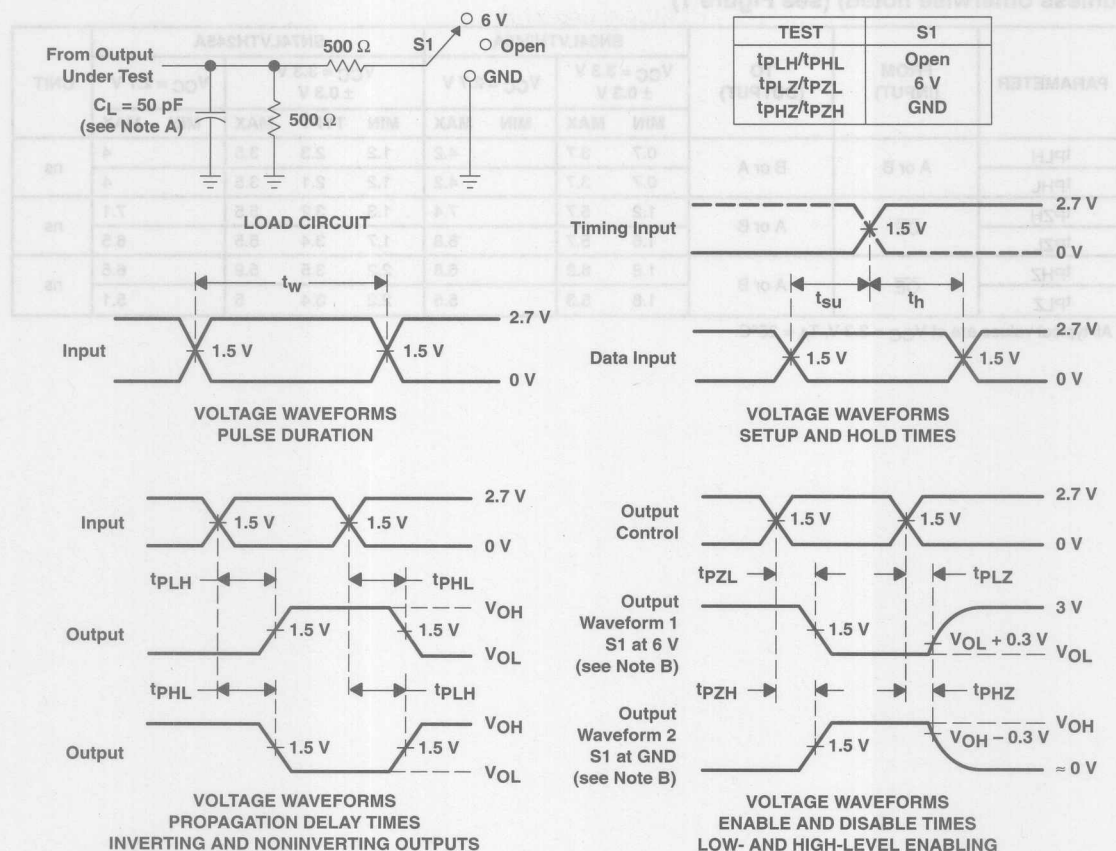 6 V
Open
GND
S1
500 Ω
From Output
Under Test
C_L = 50 pF
(see Note A)
500 Ω
LOAD CIRCUIT
TEST S1
tPLH/tPHL Open
tPLZ/tPZL 6 V
tPHZ/tPZH GND
Timing Input
2.7 V
1.5 V
0 V
tsu
th
Data Input
2.7 V
1.5 V
1.5 V
0 V
VOLTAGE WAVEFORMS
SETUP AND HOLD TIMES
tw
Input
2.7 V
1.5 V
1.5 V
0 V
VOLTAGE WAVEFORMS
PULSE DURATION
Input
2.7 V
1.5 V
1.5 V
0 V
tPLH
tPHL
Output
VOH
1.5 V
1.5 V
VOL
tPHL
tPLH
Output
VOH
1.5 V
1.5 V
VOL
VOLTAGE WAVEFORMS
PROPAGATION DELAY TIMES
INVERTING AND NONINVERTING OUTPUTS
Output
Control
2.7 V
1.5 V
1.5 V
0 V
tPZL
tPLZ
Output
Waveform 1
S1 at 6 V
(see Note B)
3 V
1.5 V
VOL + 0.3 V
VOL
tPZH
tPHZ
Output
Waveform 2
S1 at GND
(see Note B)
VOH
1.5 V
VOH − 0.3 V
≈ 0 V
VOLTAGE WAVEFORMS
ENABLE AND DISABLE TIMES
LOW- AND HIGH-LEVEL ENABLING